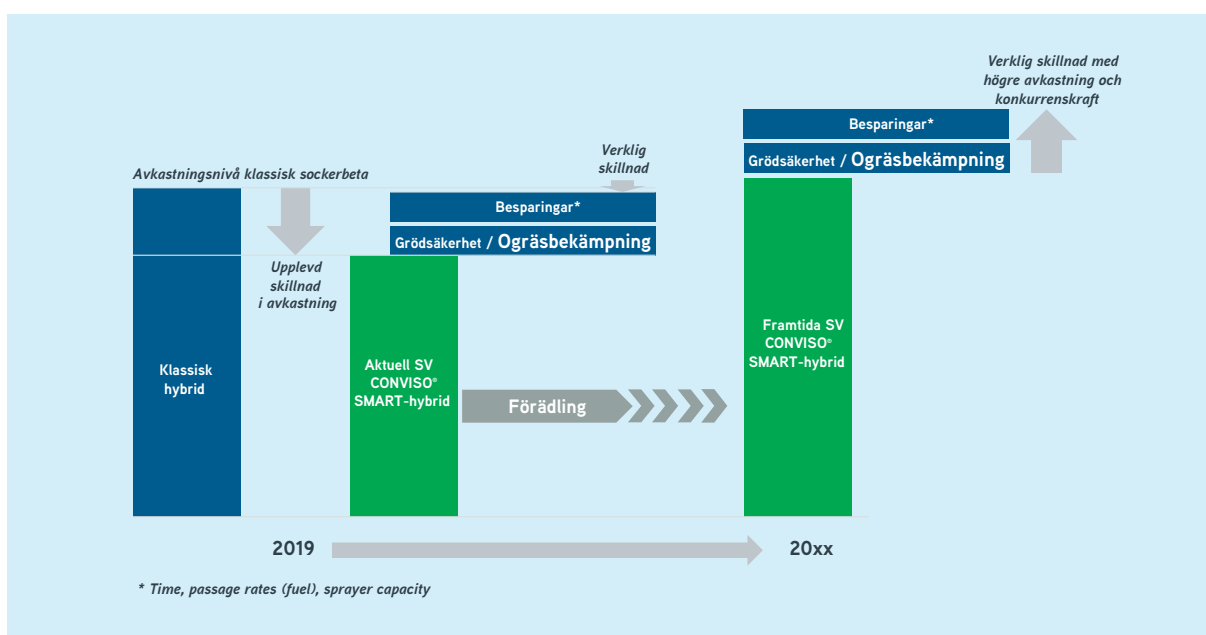 Verklig skillnad med
högre avkastning och
konkurrenskraft
Besparingar*
Grödsäkerhet / Ogräsbekämpning
Verklig
skillnad
Avkastningsnivå klassisk sockerbeta
Besparingar*
Grödsäkerhet / Ogräsbekämpning
Upplevd
skillnad
i avkastning
Klassisk
hybrid
Aktuell SV
CONVISO®
SMART-hybrid
Förädling
Framtida SV
CONVISO®
SMART-hybrid
2019
20xx
* Time, passage rates (fuel), sprayer capacity